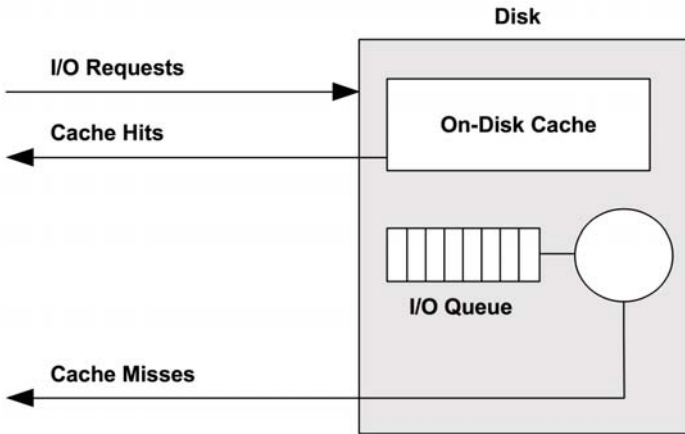 Disk
I/O Requests
On-Disk Cache
Cache Hits
I/O Queue
Cache Misses